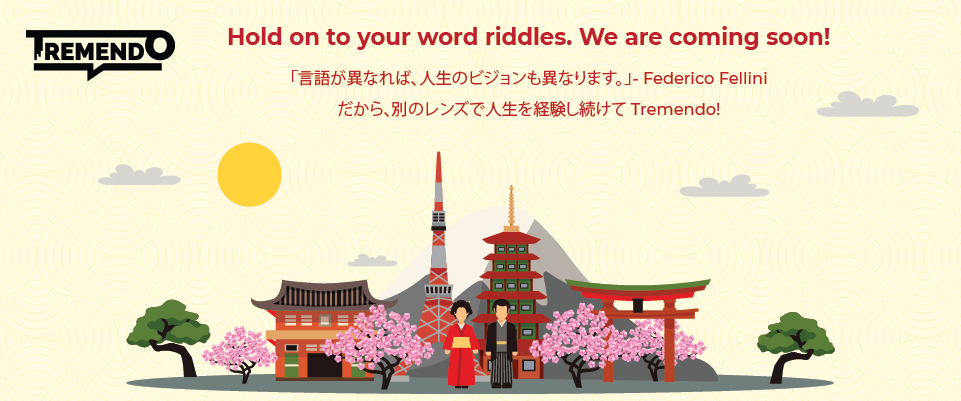 TREMENDO
Hold on to your word riddles. We are coming soon!
「言語が異なれば、人生のビジョンも異なります。」- Federico Fellini
だから、別のレンズで人生を経験し続けて Tremendo!